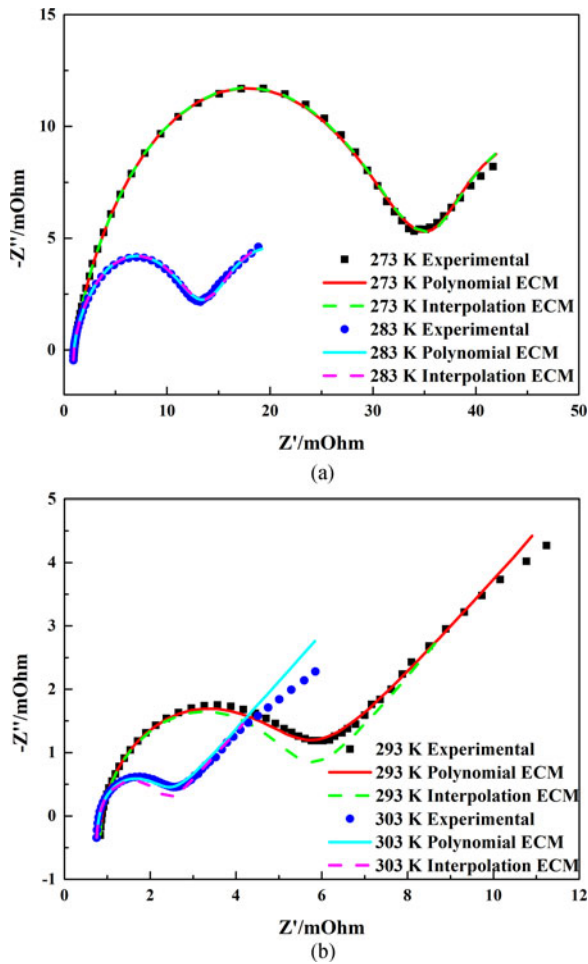 15
10
5
0
-Z''/mOhm
273 K Experimental
273 K Polynomial ECM
273 K Interpolation ECM
283 K Experimental
283 K Polynomial ECM
283 K Interpolation ECM
0 10 20 30 40 50
Z'/mOhm
(a)
5
4
3
2
1
0
-1
-Z''/mOhm
293 K Experimental
293 K Polynomial ECM
293 K Interpolation ECM
303 K Experimental
303 K Polynomial ECM
303 K Interpolation ECM
0 2 4 6 8 10 12
Z'/mOhm
(b)